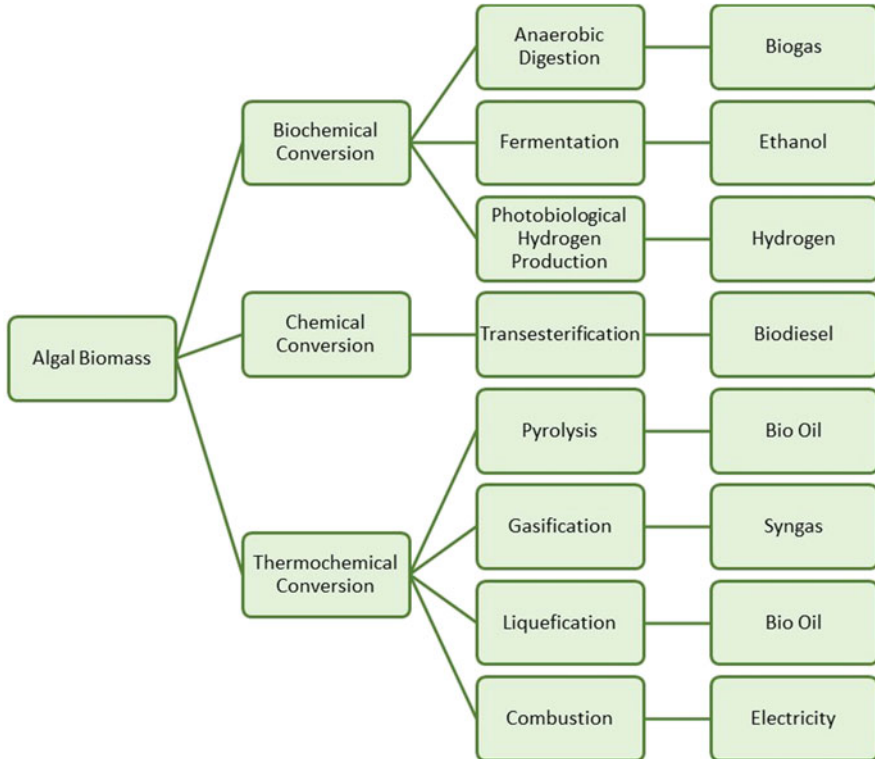 Algal Biomass
Biochemical
Conversion
Anaerobic
Digestion
Biogas
Fermentation
Ethanol
Photobiological
Hydrogen
Production
Hydrogen
Chemical
Conversion
Transesterification
Biodiesel
Thermochemical
Conversion
Pyrolysis
Bio Oil
Gasification
Syngas
Liquefication
Bio Oil
Combustion
Electricity